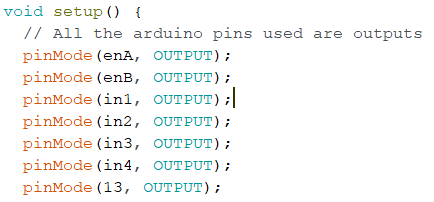 void setup() {
// All the arduino pins used are outputs
pinMode(enA, OUTPUT);
pinMode(enB, OUTPUT);
pinMode(in1, OUTPUT);
pinMode(in2, OUTPUT);
pinMode(in3, OUTPUT);
pinMode(in4, OUTPUT);
pinMode(13, OUTPUT);